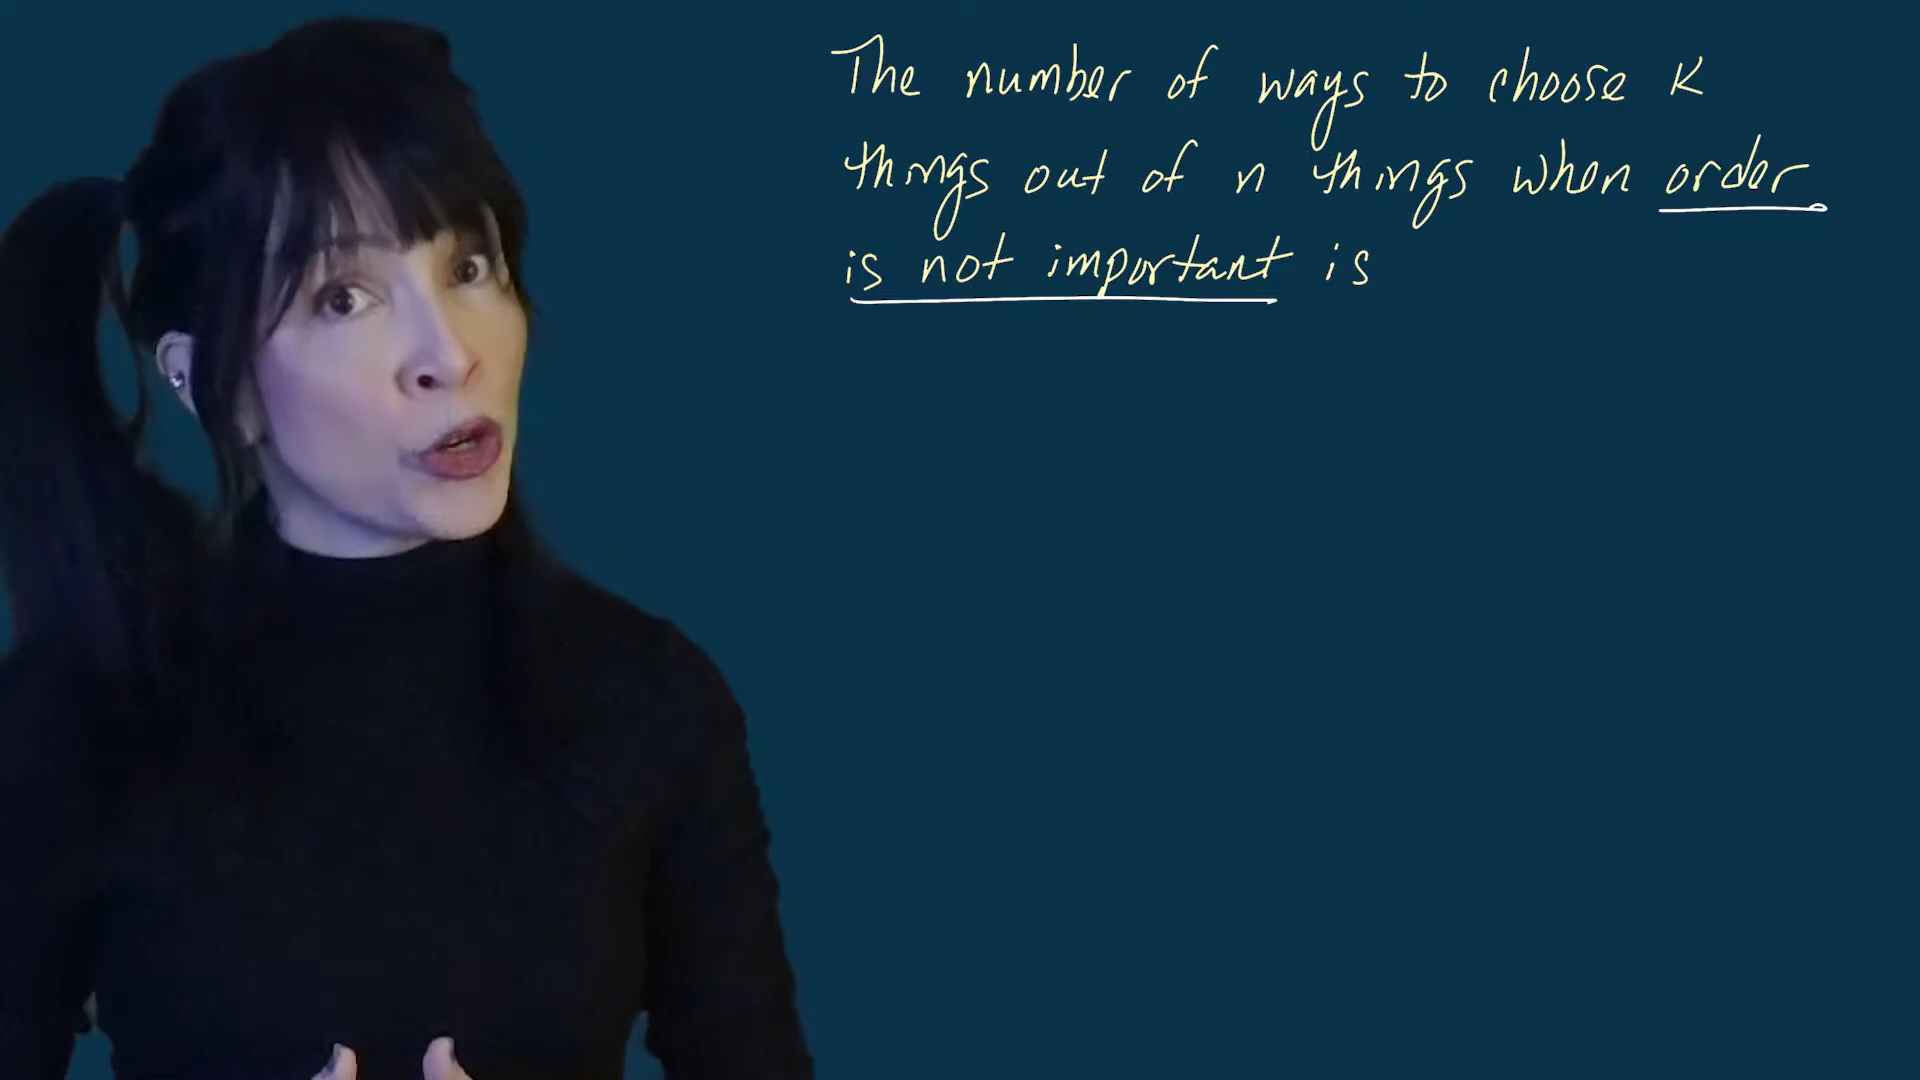 The number of ways to choose k
things out of n things when order
is not important is